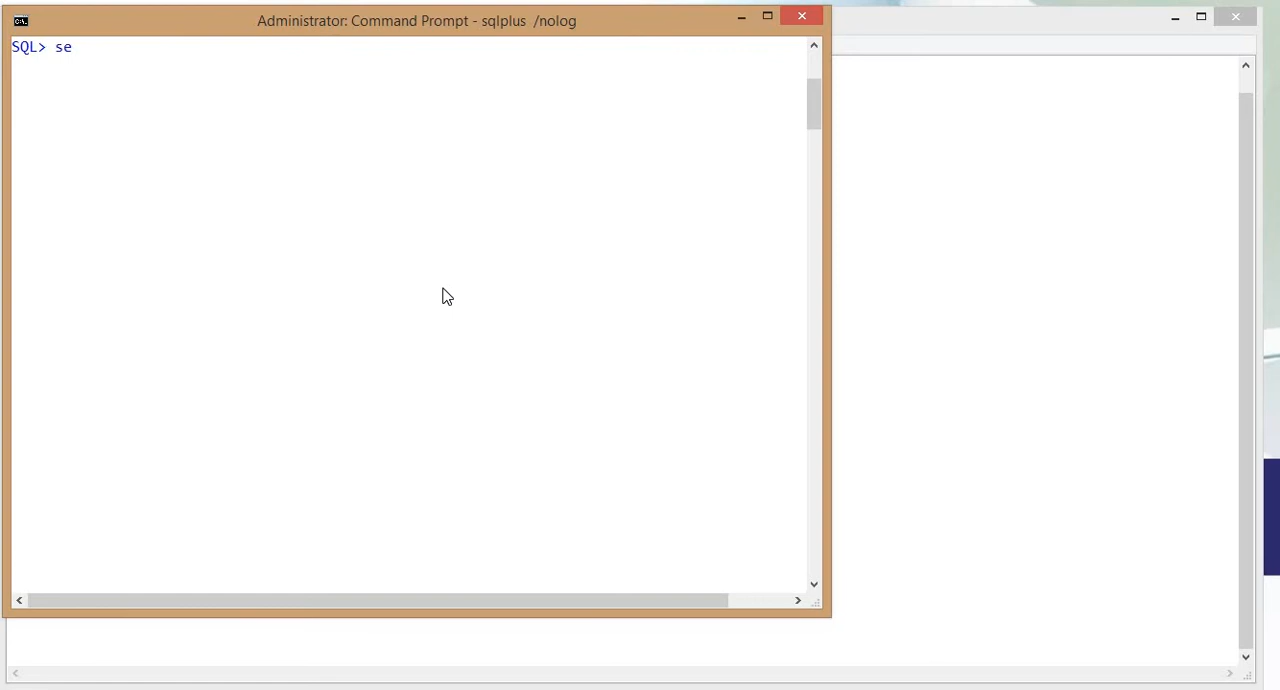 Administrator: Command Prompt - sqlplus  /nolog
SQL> se